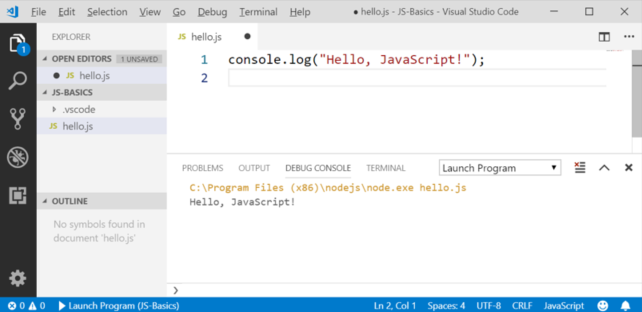 File Edit Selection View Go Debug Terminal Help ● hello.js - JS-Basics - Visual Studio Code
EXPLORER
OPEN EDITORS 1 UNSAVED
JS hello.js
JS-BASICS
.vscode
JS hello.js
OUTLINE
No symbols found in
document 'hello.js'
JS hello.js ●
1 console.log("Hello, JavaScript!");
2
PROBLEMS OUTPUT DEBUG CONSOLE TERMINAL Launch Program
C:\Program Files (x86)\nodejs\node.exe hello.js
Hello, JavaScript!
1
0 0 Launch Program (JS-Basics) Ln 2, Col 1 Spaces: 4 UTF-8 CRLF JavaScript